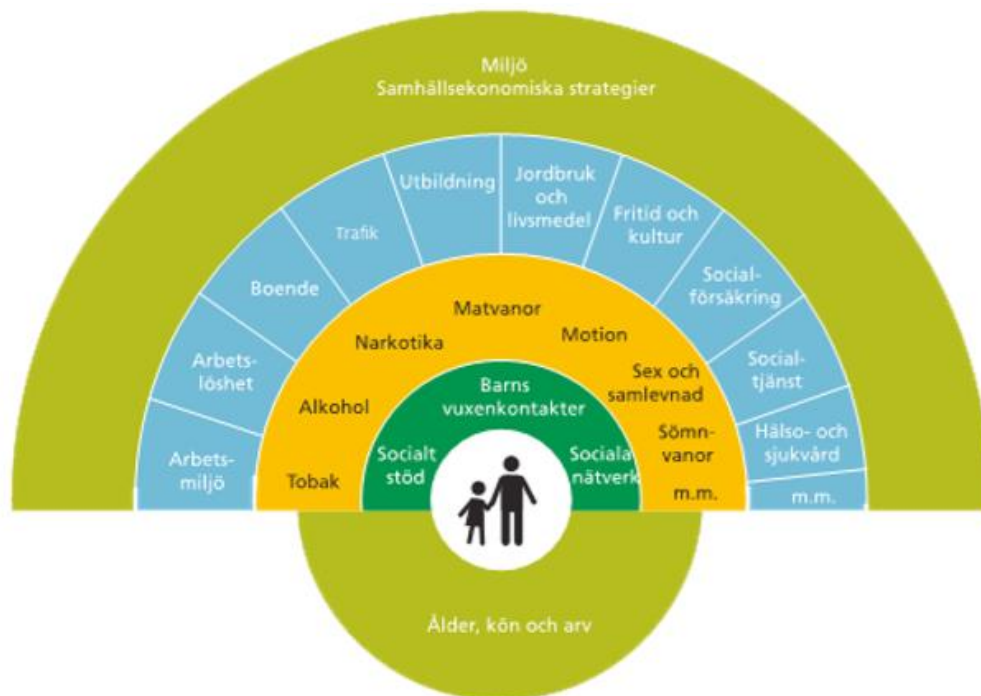 Miljö
Samhällsekonomiska strategier
Arbets-
miljö
Arbets-
löshet
Boende
Trafik
Utbildning
Jordbruk
och
livsmedel
Fritid och
kultur
Social-
försäkring
Social-
tjänst
Hälso- och
sjukvård
m.m.
Tobak
Alkohol
Narkotika
Matvanor
Motion
Sex och
samlevnad
Sömn-
vanor
m.m.
Socialt
stöd
Barns
vuxenkontakter
Sociala
nätverk
Ålder, kön och arv